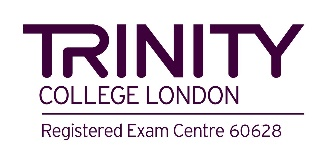 TRINITY
COLLEGE LONDON
Registered Exam Centre 60628